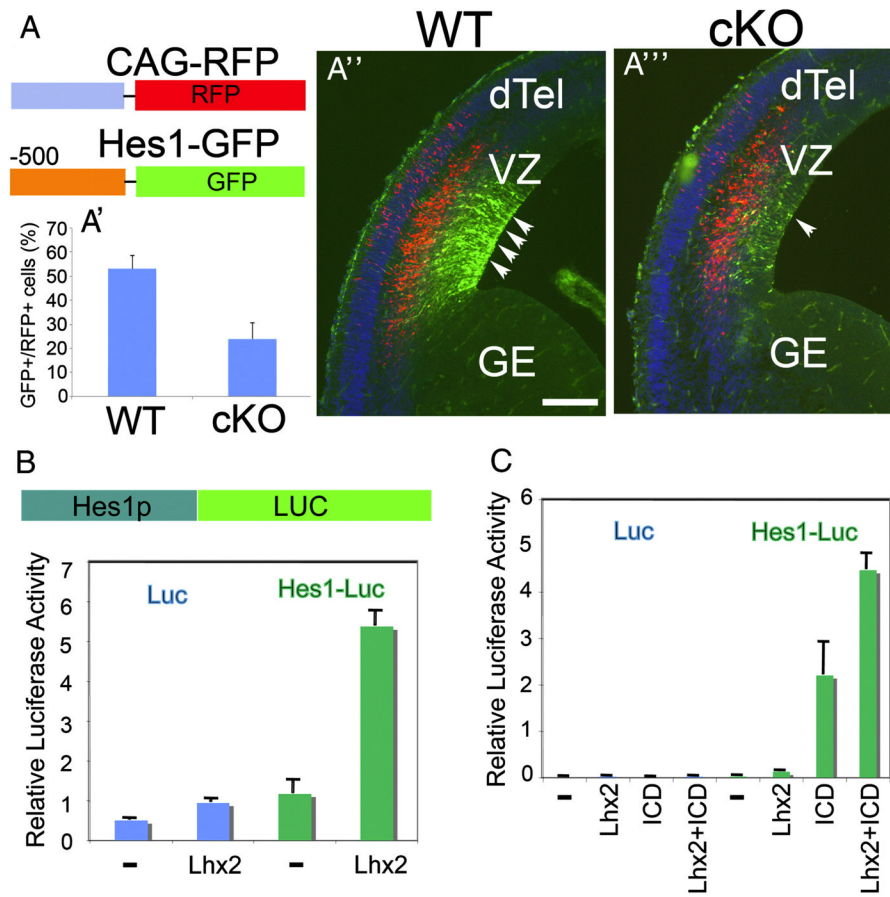 A
CAG-RFP
RFP
-500
Hes1-GFP
GFP
A'
GFP+/RFP+ cells (%)
70
60
50
40
30
20
10
0
WT
cKO
WT
A''
dTel
VZ
GE
cKO
A'''
dTel
VZ
GE
B
Hes1p
LUC
Relative Luciferase Activity
7
6
5
4
3
2
1
0
Luc
Hes1-Luc
-
Lhx2
-
Lhx2
C
Relative Luciferase Activity
6
5
4
3
2
1
0
Luc
Hes1-Luc
-
Lhx2
ICD
Lhx2+ICD
-
Lhx2
ICD
Lhx2+ICD